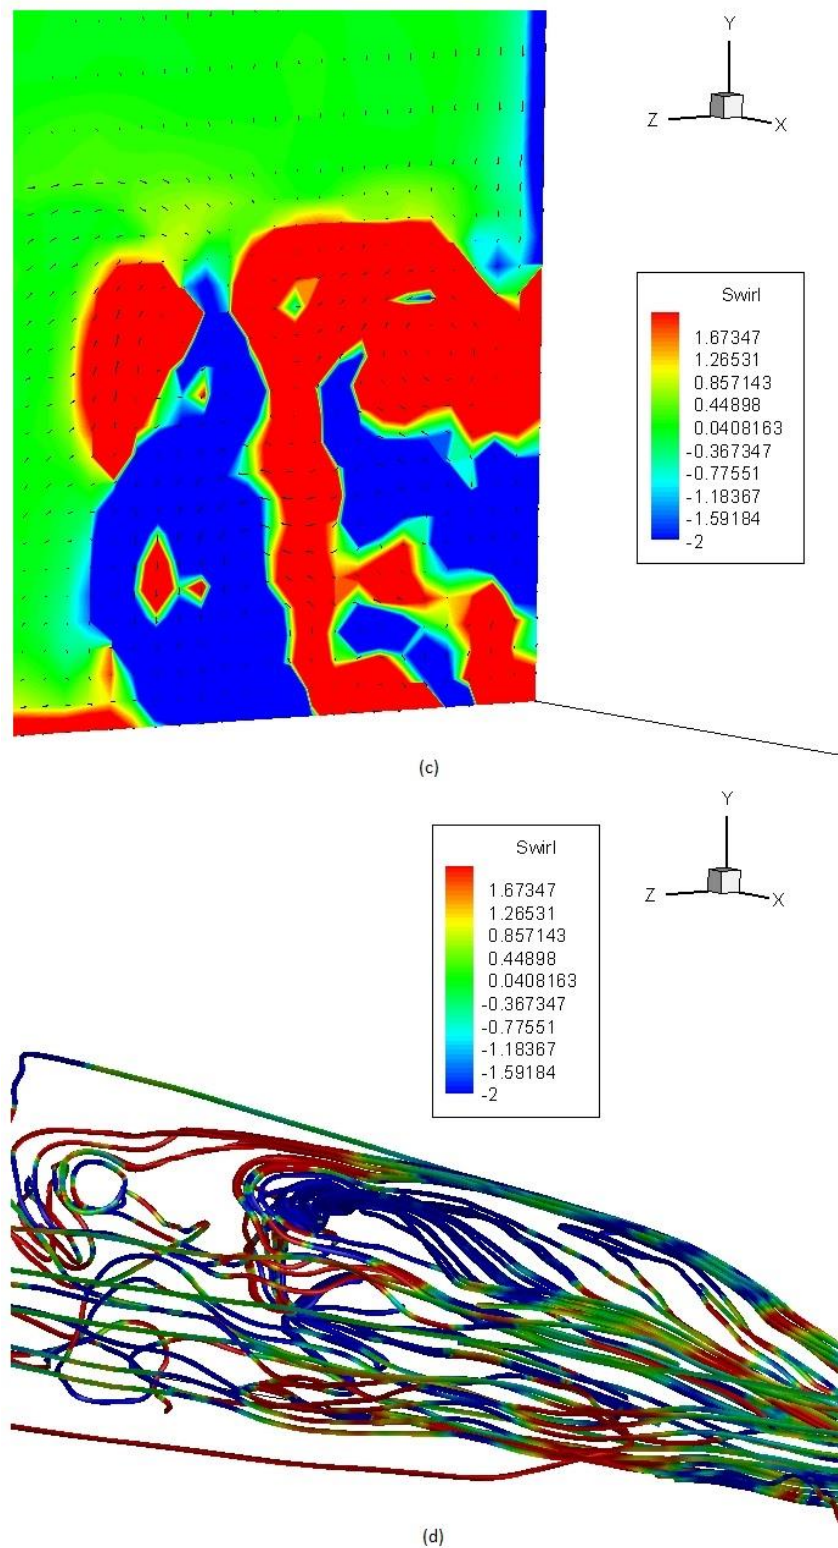 Y
Z
X
Swirl
1.67347
1.26531
0.857143
0.44898
0.0408163
-0.367347
-0.77551
-1.18367
-1.59184
-2
(c)
Y
Z
X
Swirl
1.67347
1.26531
0.857143
0.44898
0.0408163
-0.367347
-0.77551
-1.18367
-1.59184
-2
(d)